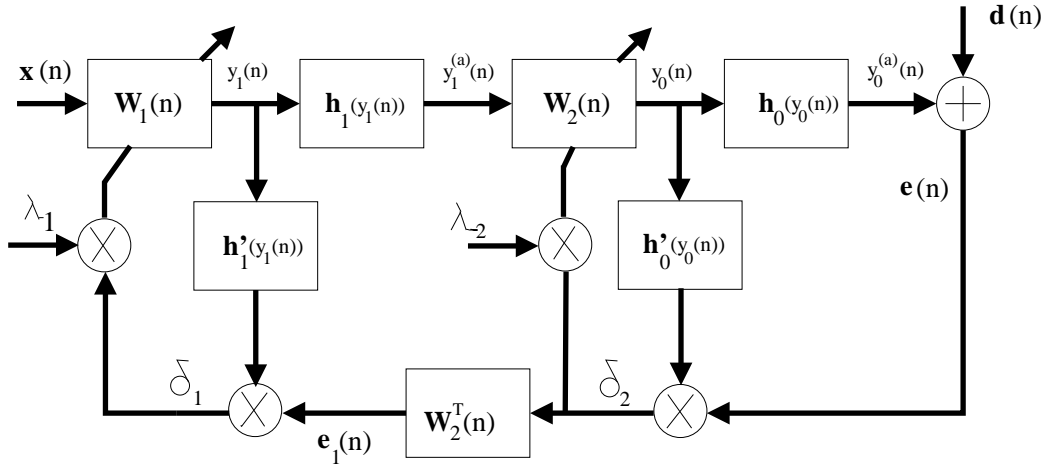 d(n)
x(n)
W₁(n)
y₁(n)
h₁(y₁(n))
y₁⁽ᵃ⁾(n)
W₂(n)
y₀(n)
h₀(y₀(n))
y₀⁽ᵃ⁾(n)
+
e(n)
λ₁
h'₁(y₁(n))
λ₂
h'₀(y₀(n))
δ₁
e₁(n)
W₂ᵀ(n)
δ₂